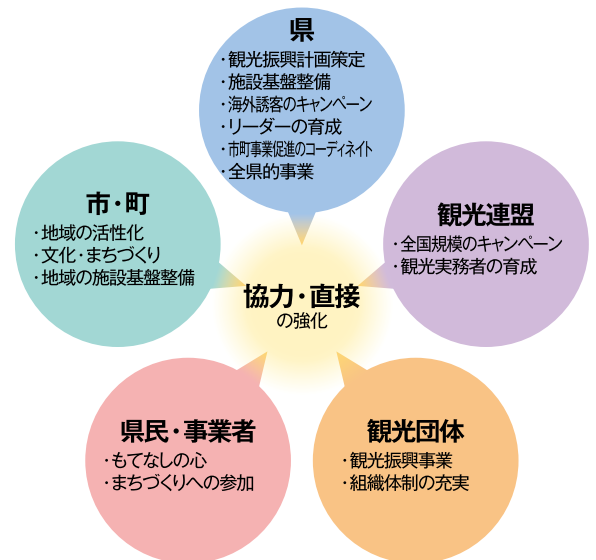 県
・観光振興計画策定
・施設基盤整備
・海外誘客のキャンペーン
・リーダーの育成
・市町事業促進のコーディネイト
・全県的事業
市・町
・地域の活性化
・文化・まちづくり
・地域の施設基盤整備
観光連盟
・全国規模のキャンペーン
・観光実務者の育成
協力・直接
の強化
県民・事業者
・もてなしの心
・まちづくりへの参加
観光団体
・観光振興事業
・組織体制の充実